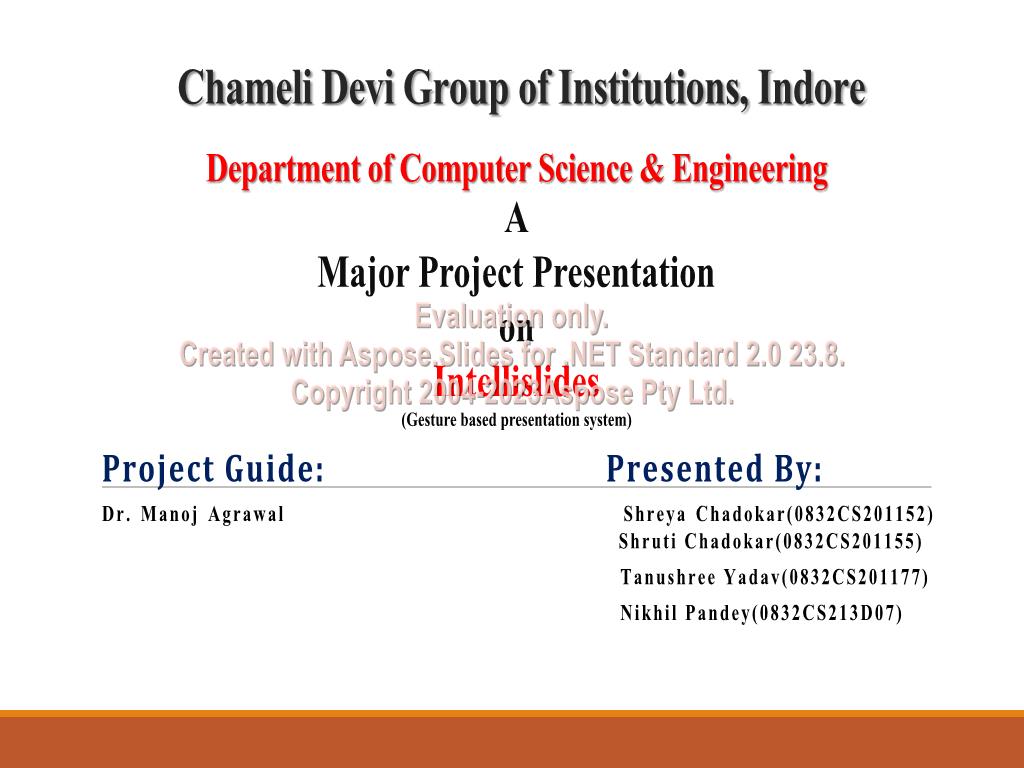 Chameli Devi Group of Institutions, Indore
Department of Computer Science & Engineering
A
Major Project Presentation
Evaluation only.
on
Created with Aspose.Slides for .NET Standard 2.0 23.8.
Intellislides
Copyright 2004-2023Aspose Pty Ltd.
(Gesture based presentation system)
Project Guide: Presented By:
Dr. Manoj Agrawal Shreya Chadokar(0832CS201152)
Shruti Chadokar(0832CS201155)
Tanushree Yadav(0832CS201177)
Nikhil Pandey(0832CS213D07)